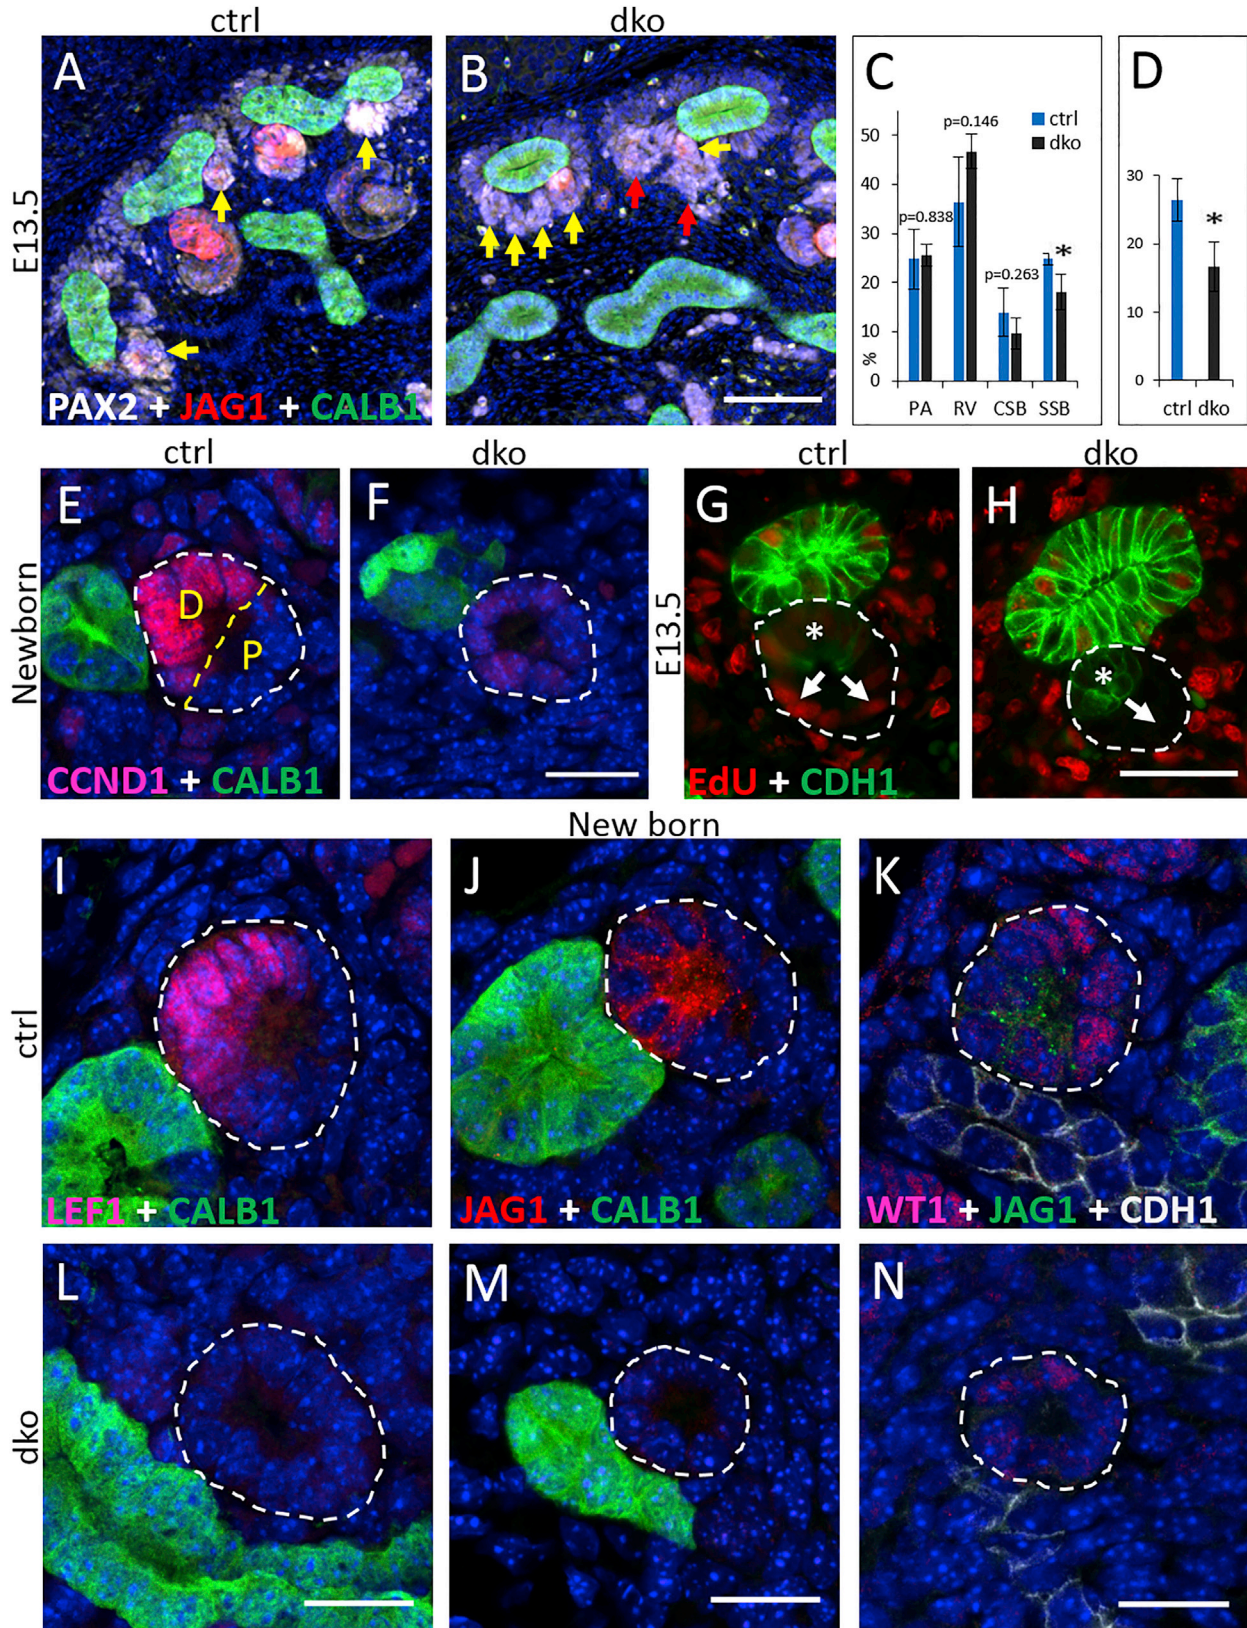 ctrl
dko
A
B
C
D
E13.5
PAX2 + JAG1 + CALB1
ctrl
dko
p=0.838
p=0.146
p=0.263
*
50
40
30
20
10
0
%
PA RV CSB SSB
*
30
20
10
0
ctrl dko
ctrl
dko
ctrl
dko
E
F
G
H
Newborn
D
P
CCND1 + CALB1
E13.5
*
*
EdU + CDH1
New born
I
J
K
ctrl
LEF1 + CALB1
JAG1 + CALB1
WT1 + JAG1 + CDH1
L
M
N
dko